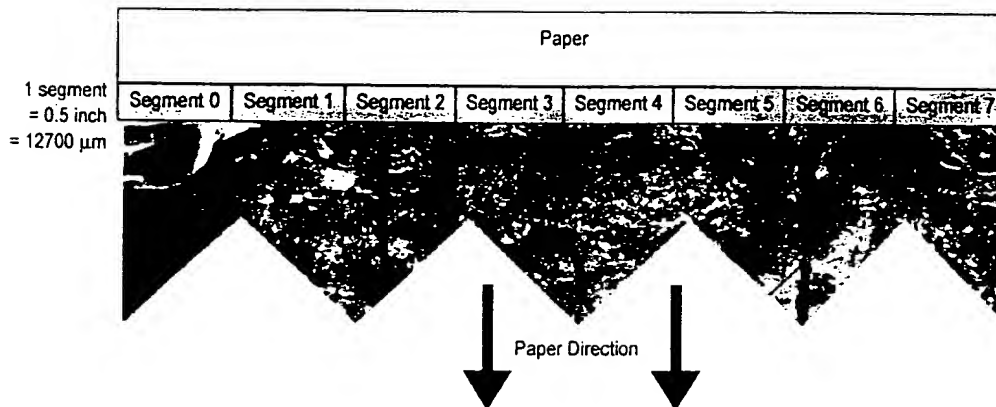 Paper
1 segment
= 0.5 inch
= 12700 µm
Segment 0 Segment 1 Segment 2 Segment 3 Segment 4 Segment 5 Segment 6 Segment 7
Paper Direction